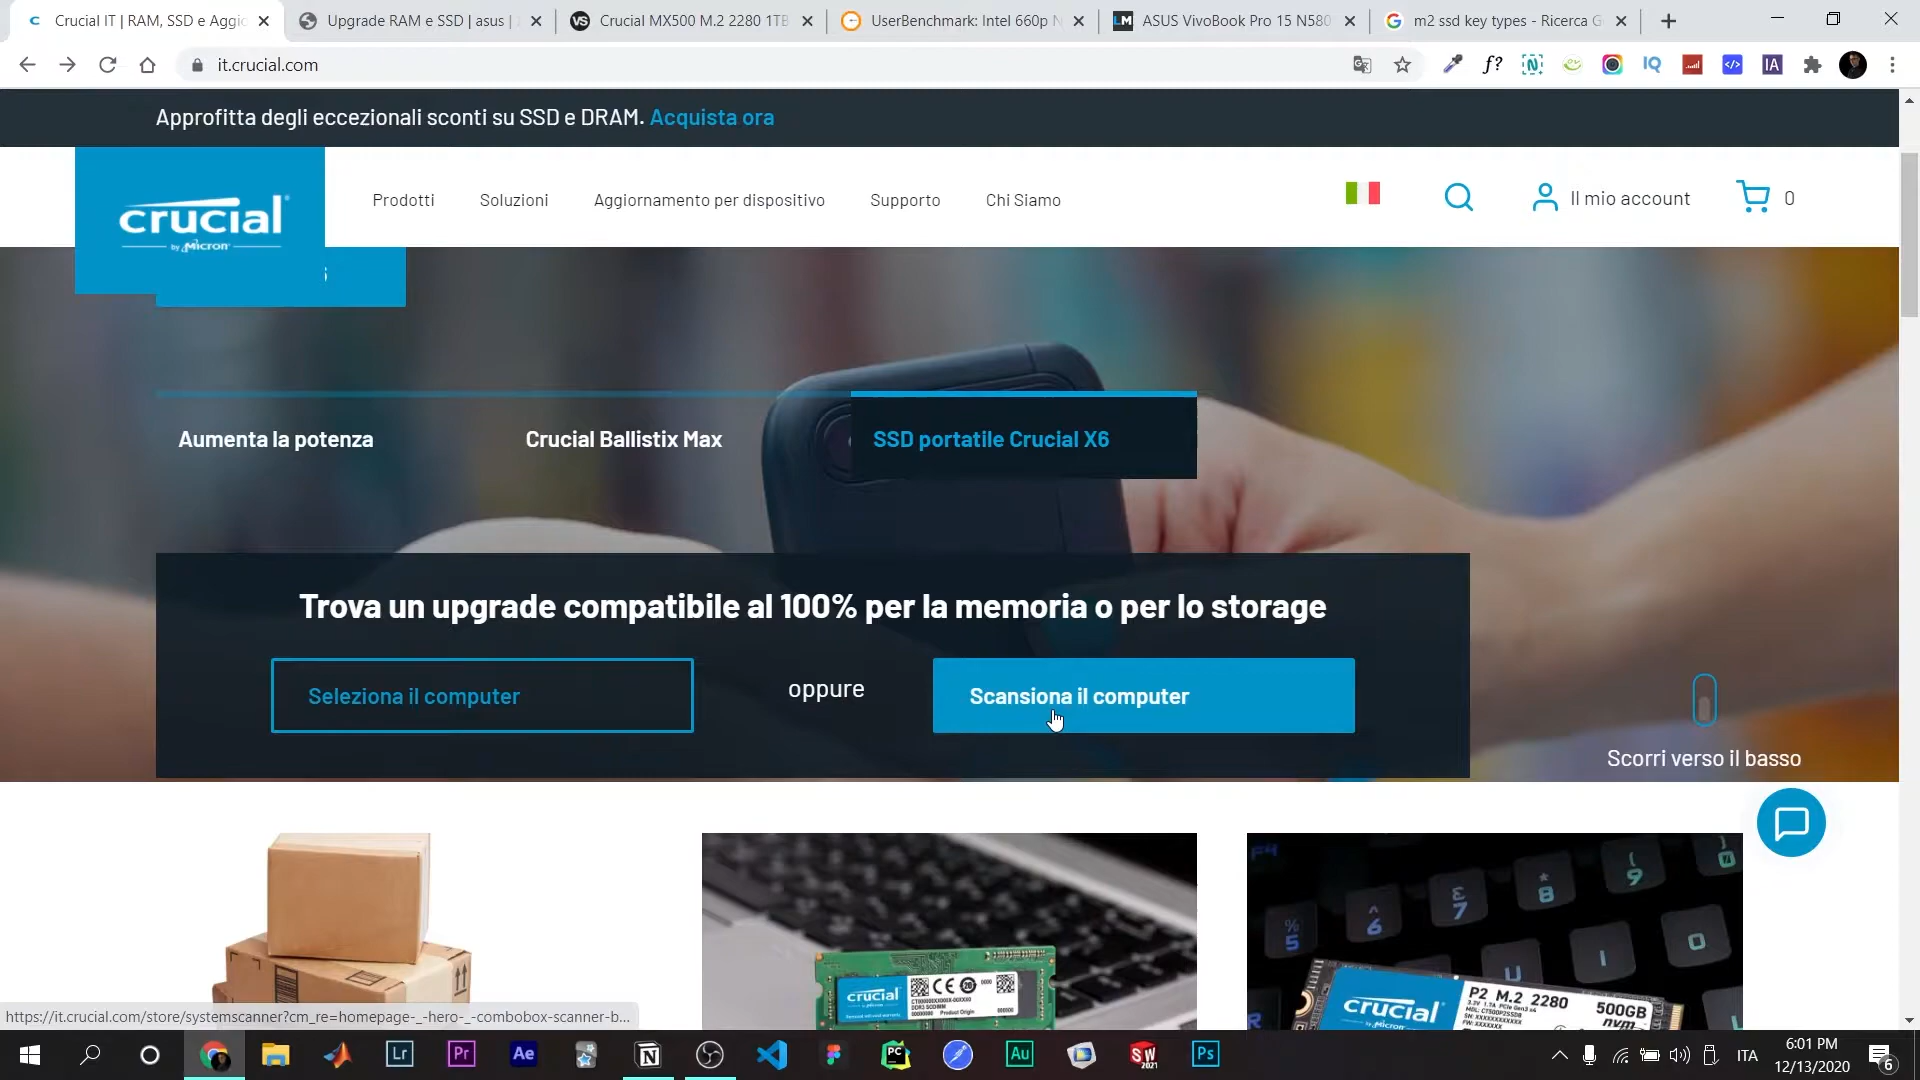 Crucial IT | RAM, SSD e Aggio
Upgrade RAM e SSD | asus |
Crucial MX500 M.2 2280 1TB
UserBenchmark: Intel 660p N
ASUS VivoBook Pro 15 N580
m2 ssd key types - Ricerca G
it.crucial.com
Approfitta degli eccezionali sconti su SSD e DRAM. Acquista ora
crucial
by Micron
Prodotti
Soluzioni
Aggiornamento per dispositivo
Supporto
Chi Siamo
Il mio account
0
Aumenta la potenza
Crucial Ballistix Max
SSD portatile Crucial X6
Trova un upgrade compatibile al 100% per la memoria o per lo storage
Seleziona il computer
oppure
Scansiona il computer
Scorri verso il basso
crucial
crucial
P2 M.2 2280
500GB
nvme
https://it.crucial.com/store/systemscanner?cm_re=homepage-_-hero-_-combobox-scanner-b...
ITA
6:01 PM
12/13/2020
6